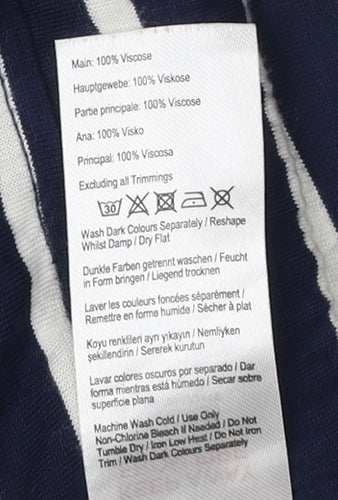 Main: 100% Viscose
Hauptgewebe: 100% Viskose
Partie principale: 100% Viscose
Ana: 100% Visko
Principal: 100% Viscosa
Excluding all Trimmings
30
Wash Dark Colours Separately / Reshape
Whilst Damp / Dry Flat
Dunkle Farben getrennt waschen / Feucht
in Form bringen / Liegend trocknen
Laver les couleurs foncées séparément /
Remettre en forme humide / Sécher à plat
Koyu renklileri ayrı yıkayın / Nemliyken
şekillendirin / Sererek kurutun
Lavar colores oscuros por separado / Dar
forma mientras está húmedo / Secar sobre
superficie plana
Machine Wash Cold / Use Only
Non-Chlorine Bleach If Needed / Do Not
Tumble Dry / Iron Low Heat / Do Not Iron
Trim / Wash Dark Colours Separately